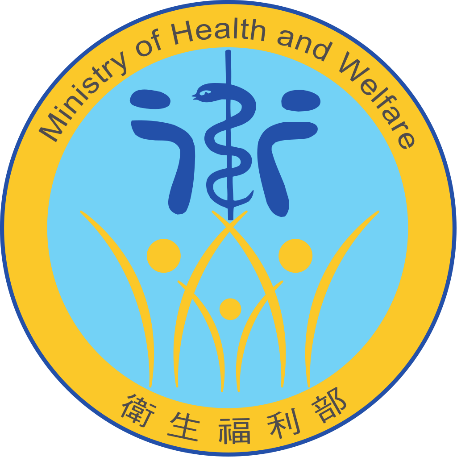 Ministry of Health and Welfare
衛生福利部